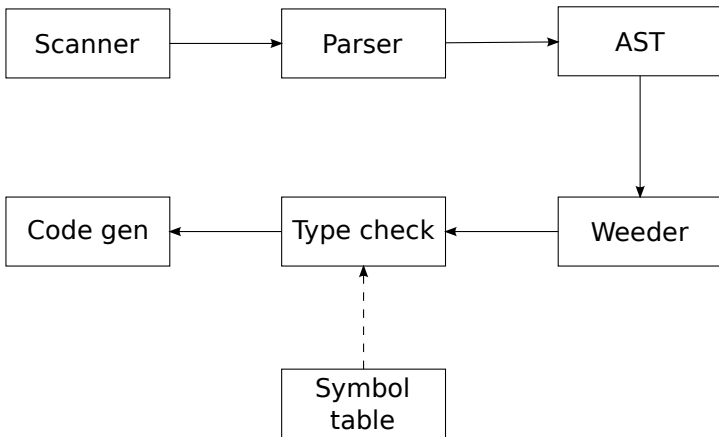 Scanner
Parser
AST
Code gen
Type check
Weeder
Symbol
table